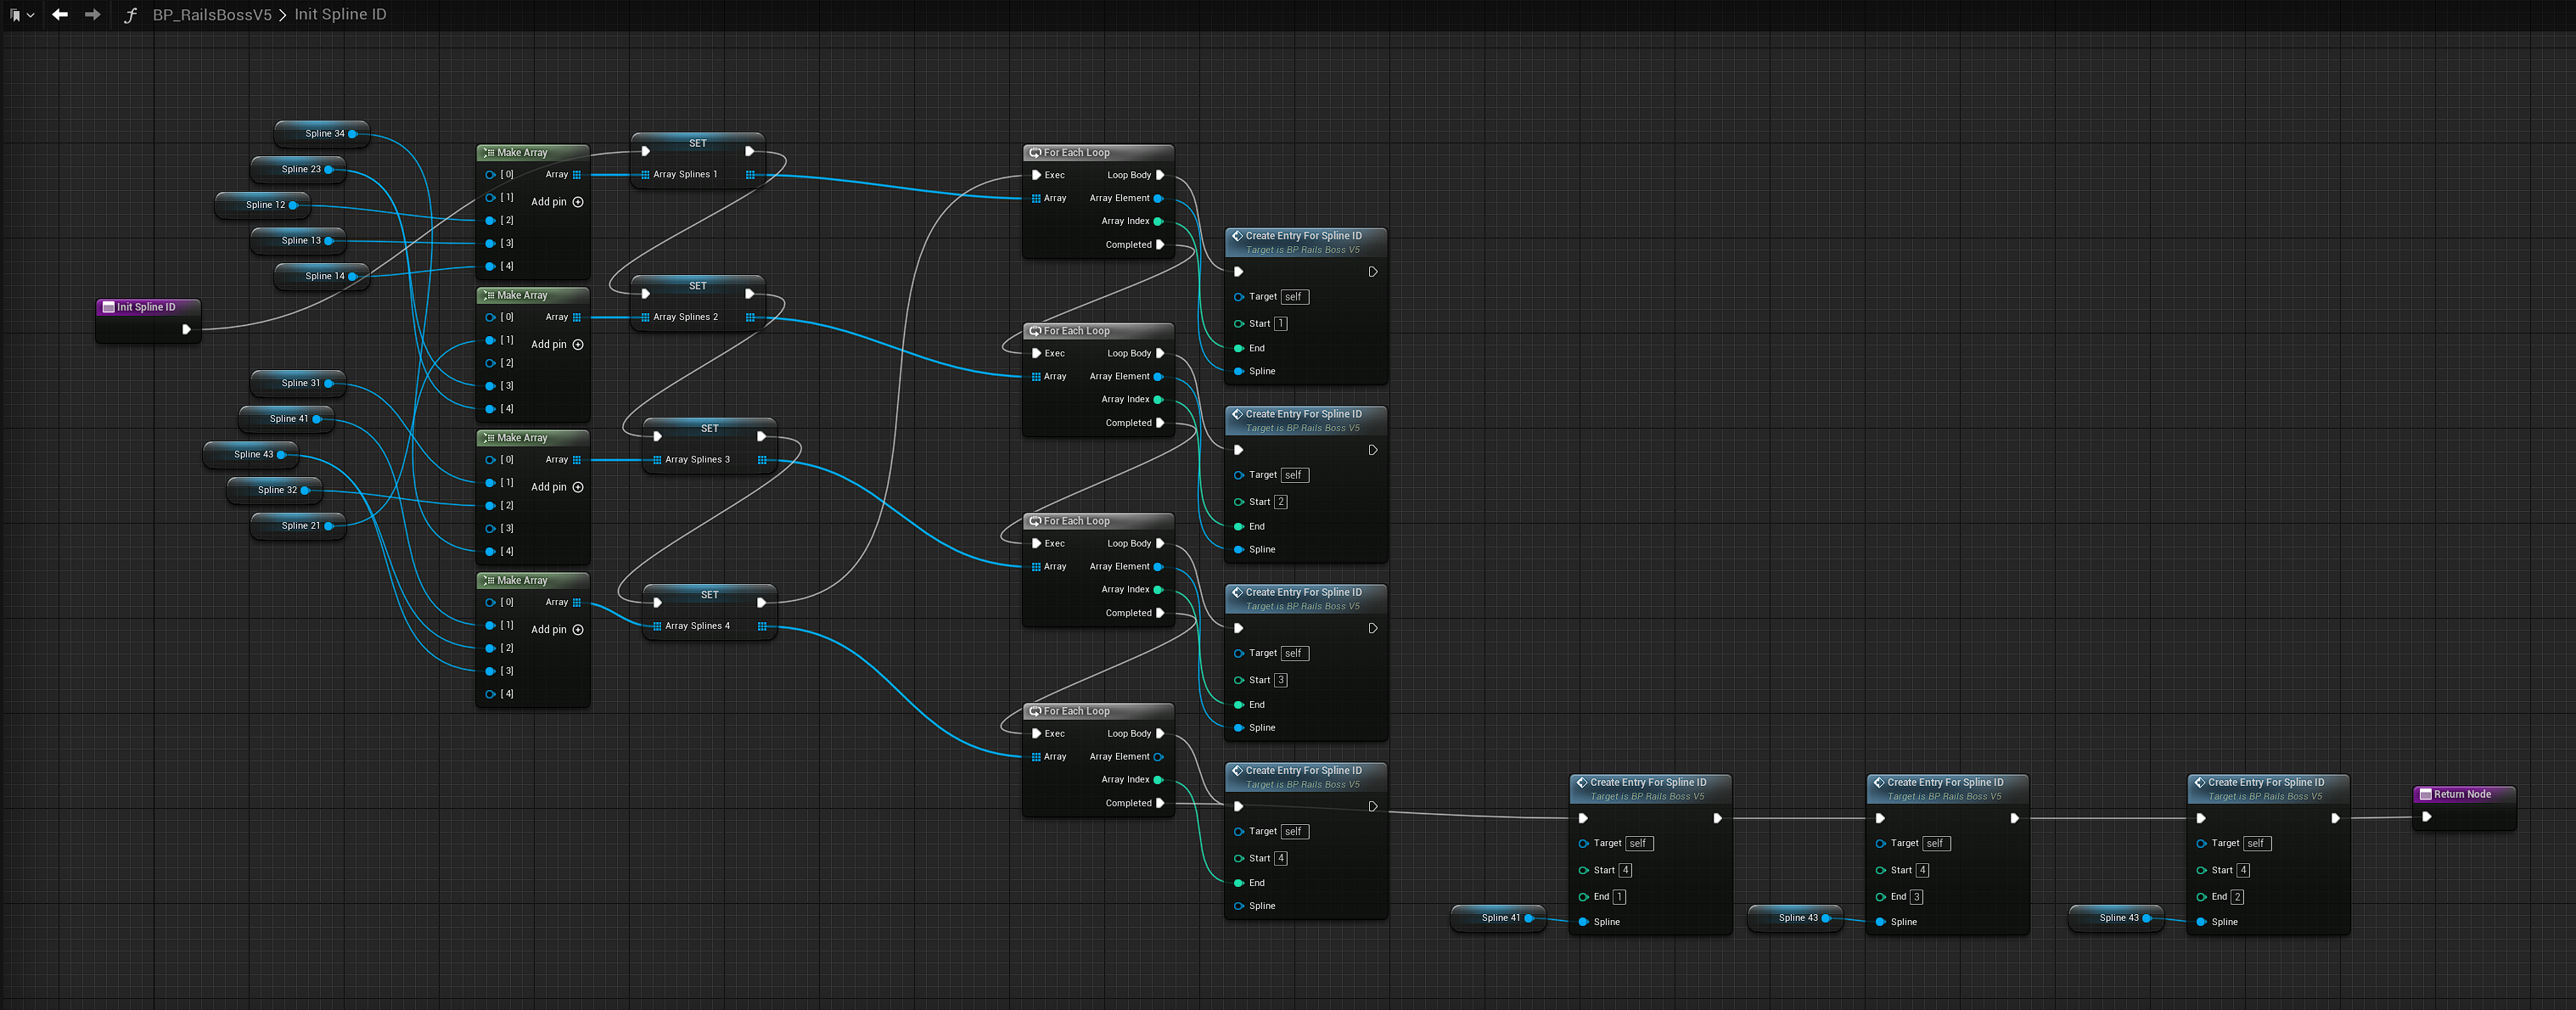 BP_RailsBossV5 > Init Spline ID
Spline 34
Spline 23
Spline 12
Spline 13
Spline 14
Init Spline ID
Spline 31
Spline 41
Spline 43
Spline 32
Spline 21
Make Array
[0] Array
[1] Add pin
[2]
[3]
[4]
Make Array
[0] Array
[1] Add pin
[2]
[3]
[4]
Make Array
[0] Array
[1] Add pin
[2]
[3]
[4]
Make Array
[0] Array
[1] Add pin
[2]
[3]
[4]
SET
Array Splines 1
SET
Array Splines 2
SET
Array Splines 3
SET
Array Splines 4
For Each Loop
Exec Loop Body
Array Array Element
Array Index
Completed
For Each Loop
Exec Loop Body
Array Array Element
Array Index
Completed
For Each Loop
Exec Loop Body
Array Array Element
Array Index
Completed
For Each Loop
Exec Loop Body
Array Array Element
Array Index
Completed
Create Entry For Spline ID
Target is BP Rails Boss V5
Target self
Start 1
End
Spline
Create Entry For Spline ID
Target is BP Rails Boss V5
Target self
Start 2
End
Spline
Create Entry For Spline ID
Target is BP Rails Boss V5
Target self
Start 3
End
Spline
Create Entry For Spline ID
Target is BP Rails Boss V5
Target self
Start 4
End
Spline
Spline 41
Create Entry For Spline ID
Target is BP Rails Boss V5
Target self
Start 4
End 1
Spline
Spline 43
Create Entry For Spline ID
Target is BP Rails Boss V5
Target self
Start 4
End 3
Spline
Spline 43
Create Entry For Spline ID
Target is BP Rails Boss V5
Target self
Start 4
End 2
Spline
Return Node